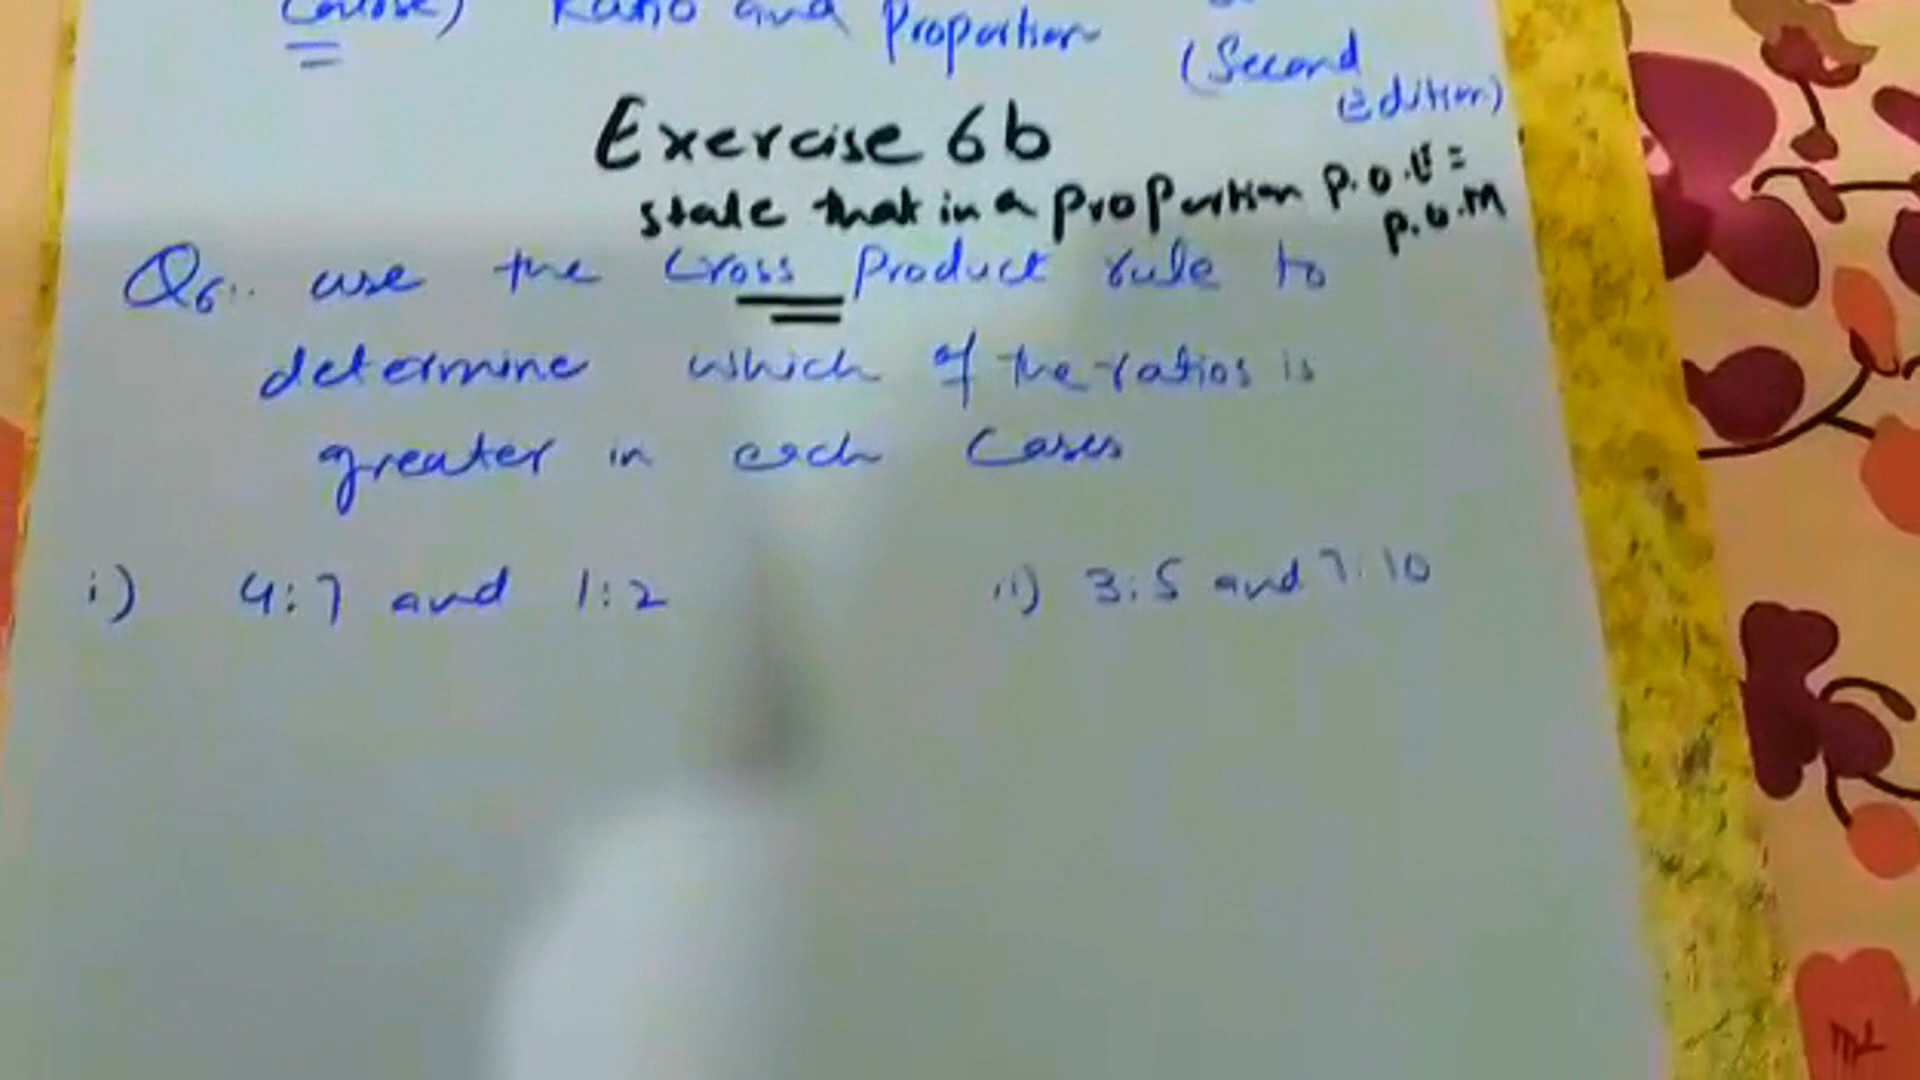 Course) Ratio and Proportion
(Second Edition)
Exercise 6b
state that in a proportion P.O.E =
P.O.M
Q6.. use the Cross Product rule to
determine which of the ratios is
greater in each Cases
i) 4:7 and 1:2 ii) 3:5 and 7:10